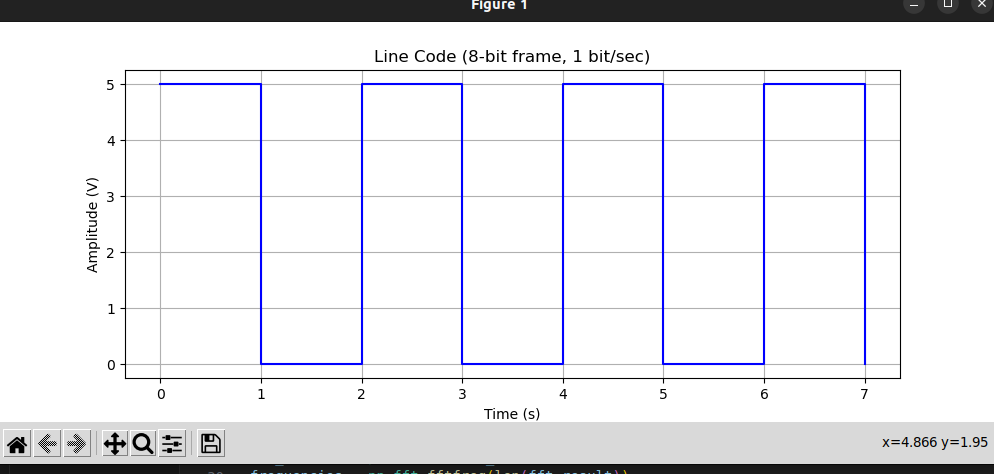 Figure 1
Line Code (8-bit frame, 1 bit/sec)
5
4
3
2
1
0
Amplitude (V)
0 1 2 3 4 5 6 7
Time (s)
x=4.866 y=1.95